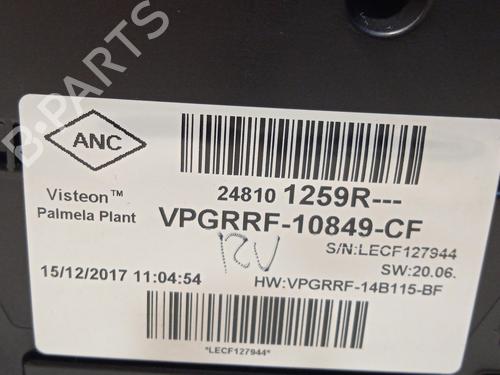 B-PARTS
ANC
Visteon™
Palmela Plant
24810 1259R---
VPGRRF-10849-CF
S/N:LECF127944
SW:20.06.
15/12/2017 11:04:54
HW:VPGRRF-14B115-BF
*LECF127944*